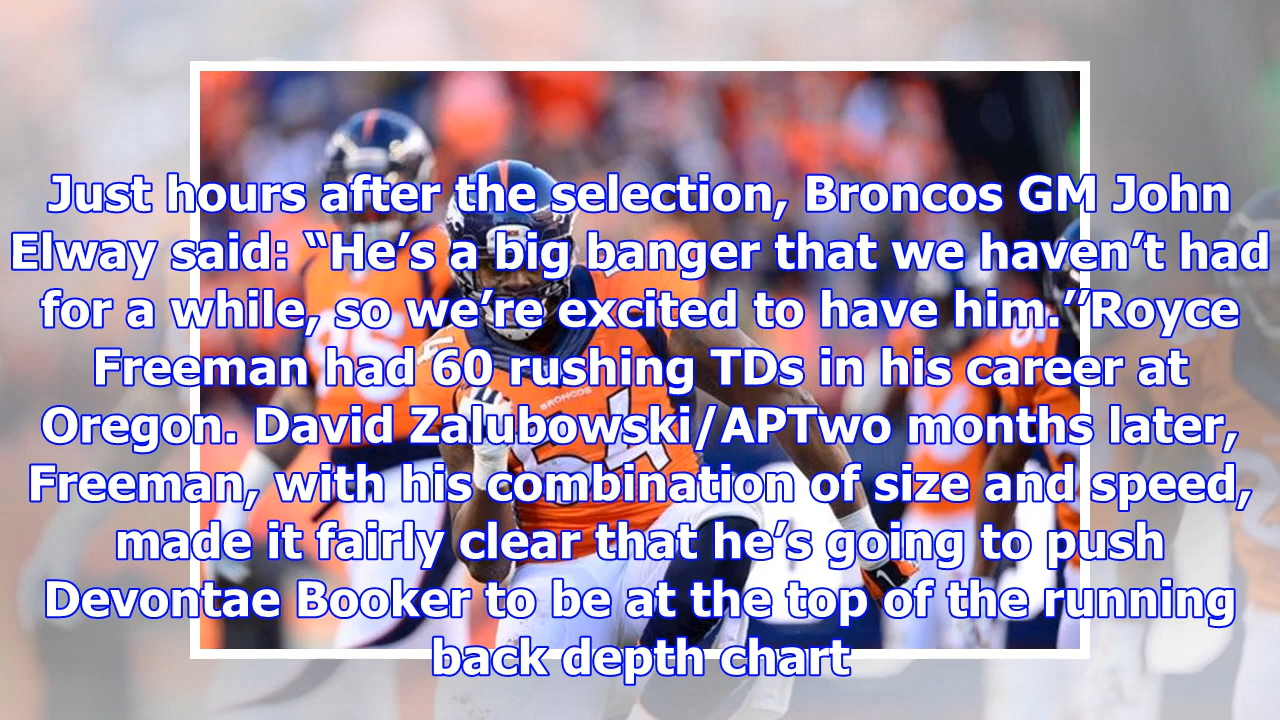 Just hours after the selection, Broncos GM John
Elway said: “He’s a big banger that we haven’t had
for a while, so we’re excited to have him.’’Royce
Freeman had 60 rushing TDs in his career at
Oregon. David Zalubowski/APTwo months later,
Freeman, with his combination of size and speed,
made it fairly clear that he’s going to push
Devontae Booker to be at the top of the running
back depth chart
BRONCOS
54